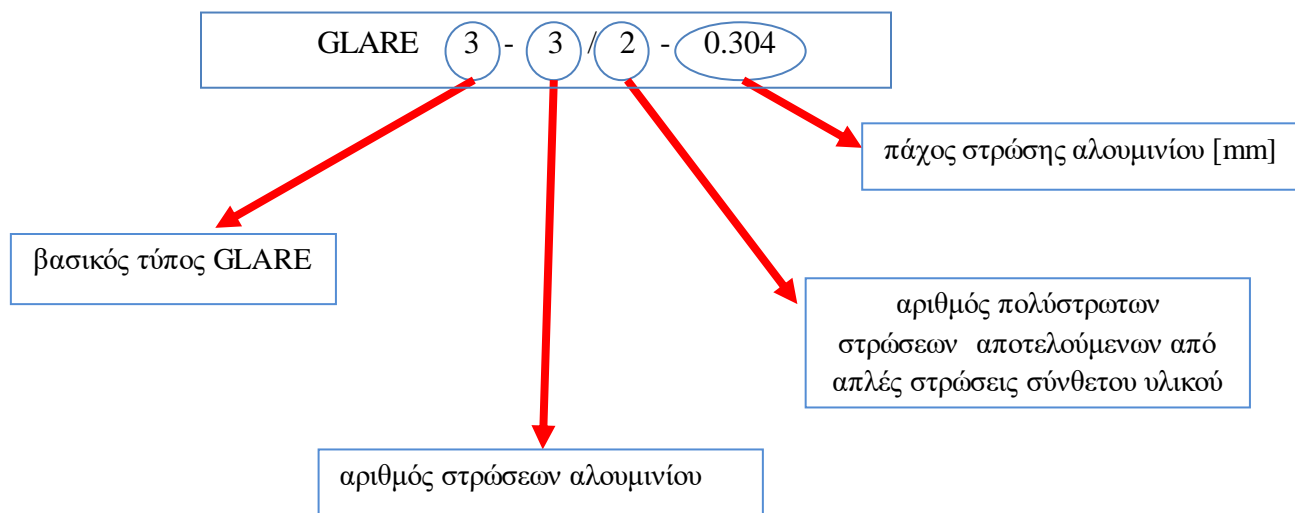 GLARE 3 - 3 / 2 - 0.304
πάχος στρώσης αλουμινίου [mm]
βασικός τύπος GLARE
αριθμός πολύστρωτων
στρώσεων αποτελούμενων από
απλές στρώσεις σύνθετου υλικού
αριθμός στρώσεων αλουμινίου